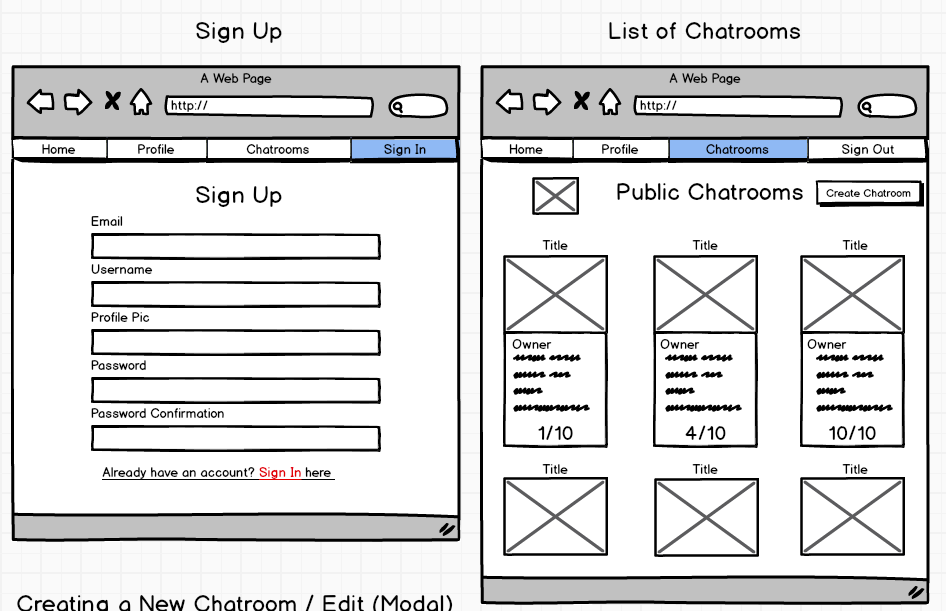 Sign Up
A Web Page
http://
Home Profile Chatrooms Sign In
Sign Up
Email
Username
Profile Pic
Password
Password Confirmation
Already have an account? Sign In here
List of Chatrooms
A Web Page
http://
Home Profile Chatrooms Sign Out
Public Chatrooms Create Chatroom
Title Title Title
Owner Owner Owner
1/10 4/10 10/10
Title Title Title
Creating a New Chatroom / Edit (Modal)